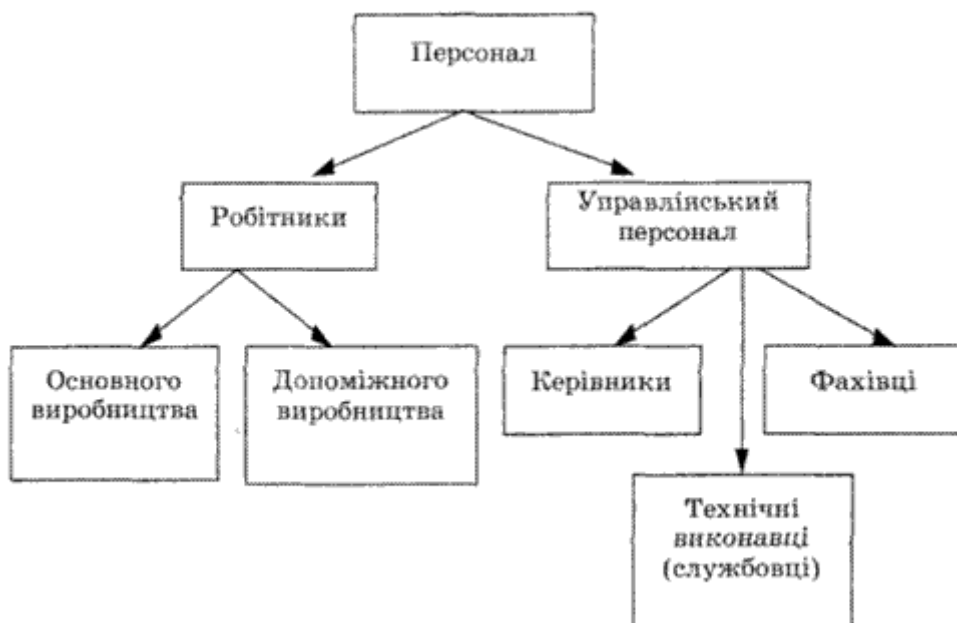 Персонал
Робітники
Управлінський
персонал
Основного
виробництва
Допоміжного
виробництва
Керівники
Фахівці
Технічні
виконавці
(службовці)